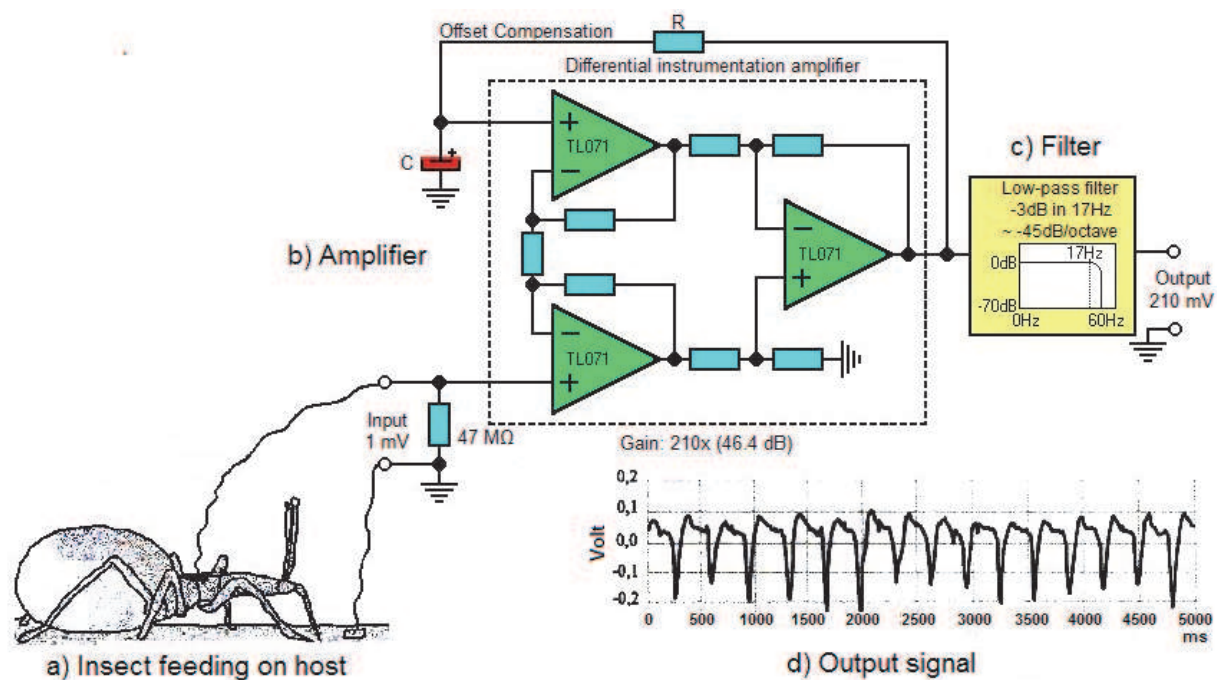 R
Offset Compensation
Differential instrumentation amplifier
+
TL071
−
C
+
b) Amplifier
−
TL071
+
−
TL071
+
c) Filter
Low-pass filter
-3dB in 17Hz
~ -45dB/octave
17Hz
0dB
-70dB
0Hz
60Hz
Output
210 mV
Input
1 mV
47 MΩ
Gain: 210x (46.4 dB)
Volt
0,2
0,1
0,0
-0,1
-0,2
0 500 1000 1500 2000 2500 3000 3500 4000 4500 5000
ms
a) Insect feeding on host
d) Output signal